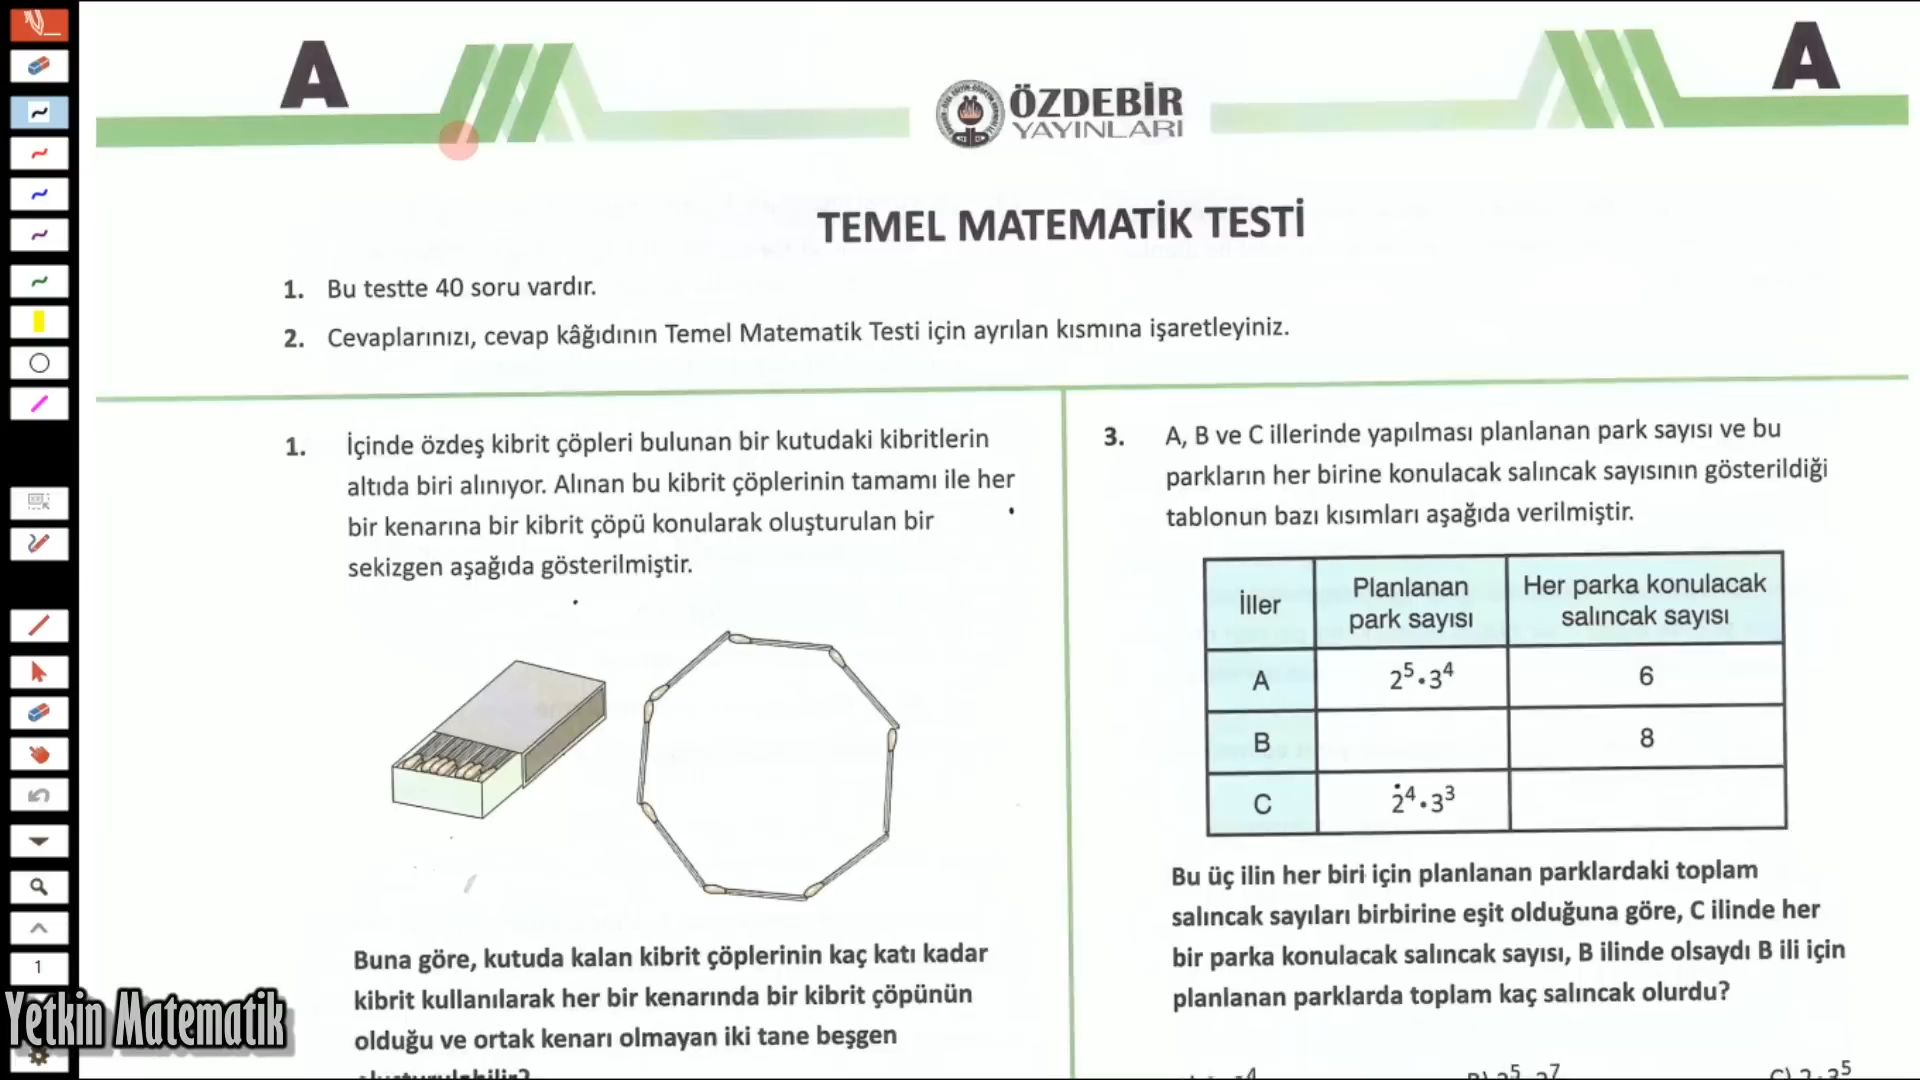 A
ÖZDEBİR
YAYINLARI
A
TEMEL MATEMATİK TESTİ
1. Bu testte 40 soru vardır.
2. Cevaplarınızı, cevap kâğıdının Temel Matematik Testi için ayrılan kısmına işaretleyiniz.
1. İçinde özdeş kibrit çöpleri bulunan bir kutudaki kibritlerin
altıda biri alınıyor. Alınan bu kibrit çöplerinin tamamı ile her
bir kenarına bir kibrit çöpü konularak oluşturulan bir
sekizgen aşağıda gösterilmiştir.
Buna göre, kutuda kalan kibrit çöplerinin kaç katı kadar
kibrit kullanılarak her bir kenarında bir kibrit çöpünün
olduğu ve ortak kenarı olmayan iki tane beşgen
3. A, B ve C illerinde yapılması planlanan park sayısı ve bu
parkların her birine konulacak salıncak sayısının gösterildiği
tablonun bazı kısımları aşağıda verilmiştir.
İller Planlanan park sayısı Her parka konulacak salıncak sayısı
A 2⁵·3⁴ 6
B 8
C 2⁴·3³
Bu üç ilin her biri için planlanan parklardaki toplam
salıncak sayıları birbirine eşit olduğuna göre, C ilinde her
bir parka konulacak salıncak sayısı, B ilinde olsaydı B ili için
planlanan parklarda toplam kaç salıncak olurdu?
1
Yetkin Matematik